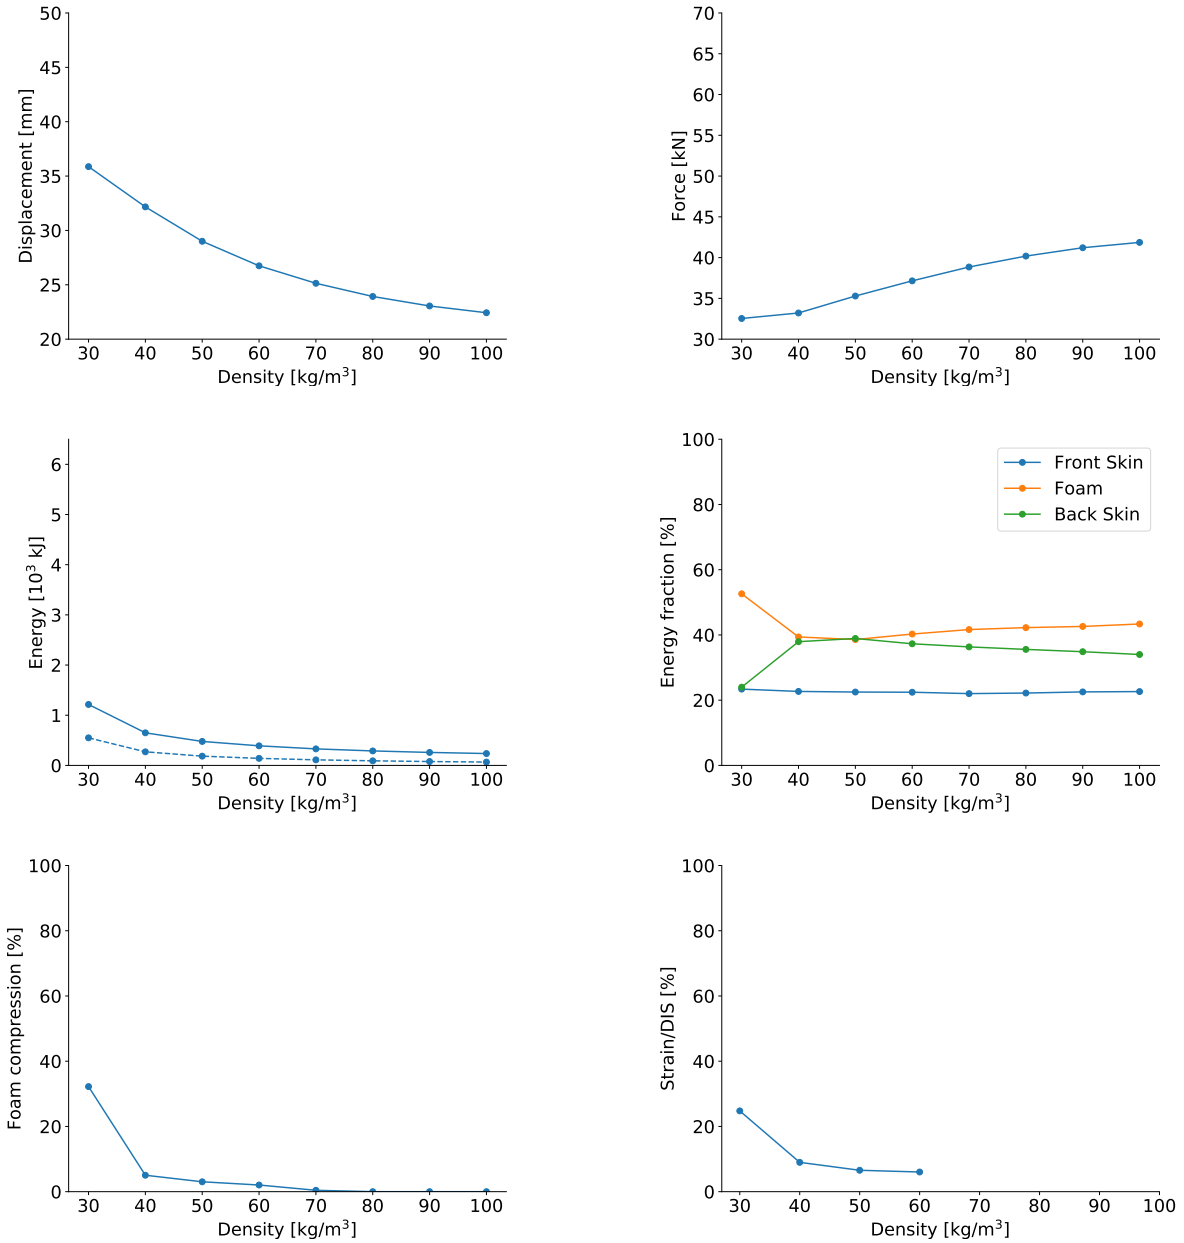 50
45
40
35
30
25
20
Displacement [mm]
30 40 50 60 70 80 90 100
Density [kg/m³]
70
65
60
55
50
45
40
35
30
Force [kN]
30 40 50 60 70 80 90 100
Density [kg/m³]
6
5
4
3
2
1
0
Energy [10³ kJ]
30 40 50 60 70 80 90 100
Density [kg/m³]
100
80
60
40
20
0
Energy fraction [%]
Front Skin
Foam
Back Skin
30 40 50 60 70 80 90 100
Density [kg/m³]
100
80
60
40
20
0
Foam compression [%]
30 40 50 60 70 80 90 100
Density [kg/m³]
100
80
60
40
20
0
Strain/DIS [%]
30 40 50 60 70 80 90 100
Density [kg/m³]